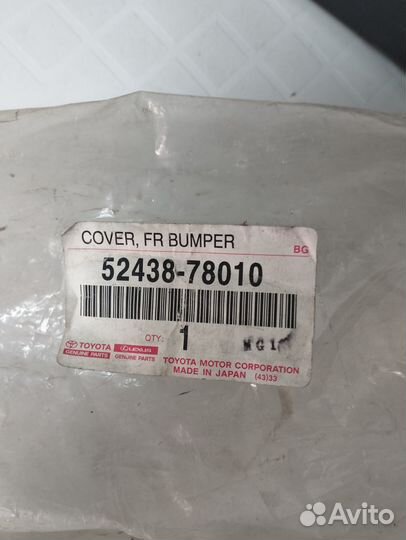 COVER, FR BUMPER
BG
52438-78010
QTY: 1
TOYOTA GENUINE PARTS
LEXUS GENUINE PARTS
TOYOTA MOTOR CORPORATION
MADE IN JAPAN (43)33
Avito